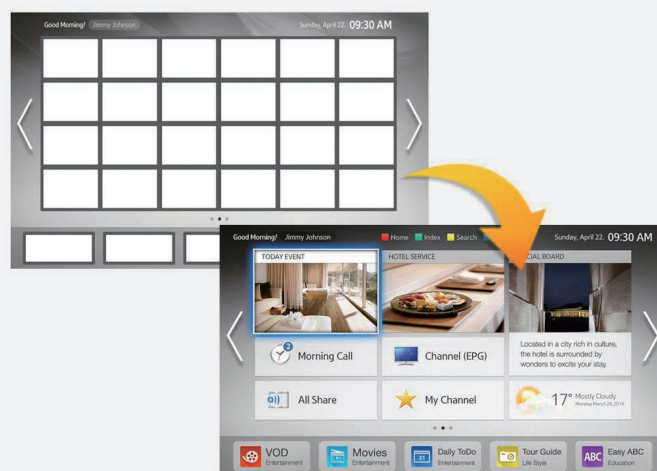 Good Morning! Jimmy Johnson
Sunday, April 22. 09:30 AM
Good Morning! Jimmy Johnson
Home Index Search
Sunday, April 22. 09:30 AM
TODAY EVENT
HOTEL SERVICE
BOARD
Located in a city rich in culture,
the hotel is surrounded by
wonders to excite your stay.
2
Morning Call
Channel (EPG)
All Share
My Channel
17° Mostly Cloudy
Monday March 24, 2014
VOD
Entertainment
Movies
Entertainment
31
Daily ToDo
Entertainment
Tour Guide
Life Style
ABC
Easy ABC
Education